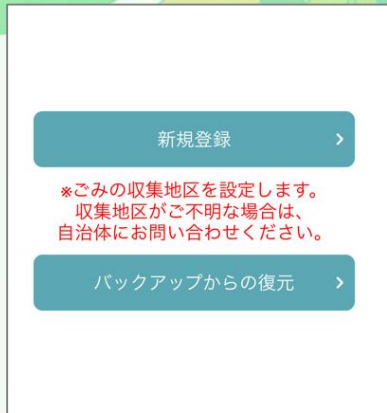 新規登録
※ごみの収集地区を設定します。
収集地区がご不明な場合は、
自治体にお問い合わせください。
バックアップからの復元